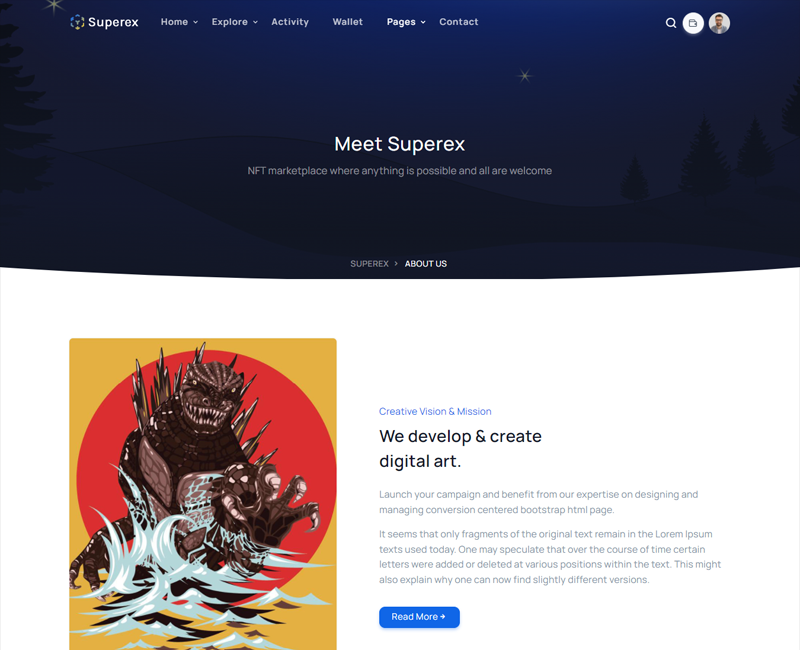 Superex Home Explore Activity Wallet Pages Contact
Meet Superex
NFT marketplace where anything is possible and all are welcome
SUPEREX > ABOUT US
Creative Vision & Mission
We develop & create
digital art.
Launch your campaign and benefit from our expertise on designing and
managing conversion centered bootstrap html page.
It seems that only fragments of the original text remain in the Lorem Ipsum
texts used today. One may speculate that over the course of time certain
letters were added or deleted at various positions within the text. This might
also explain why one can now find slightly different versions.
Read More →